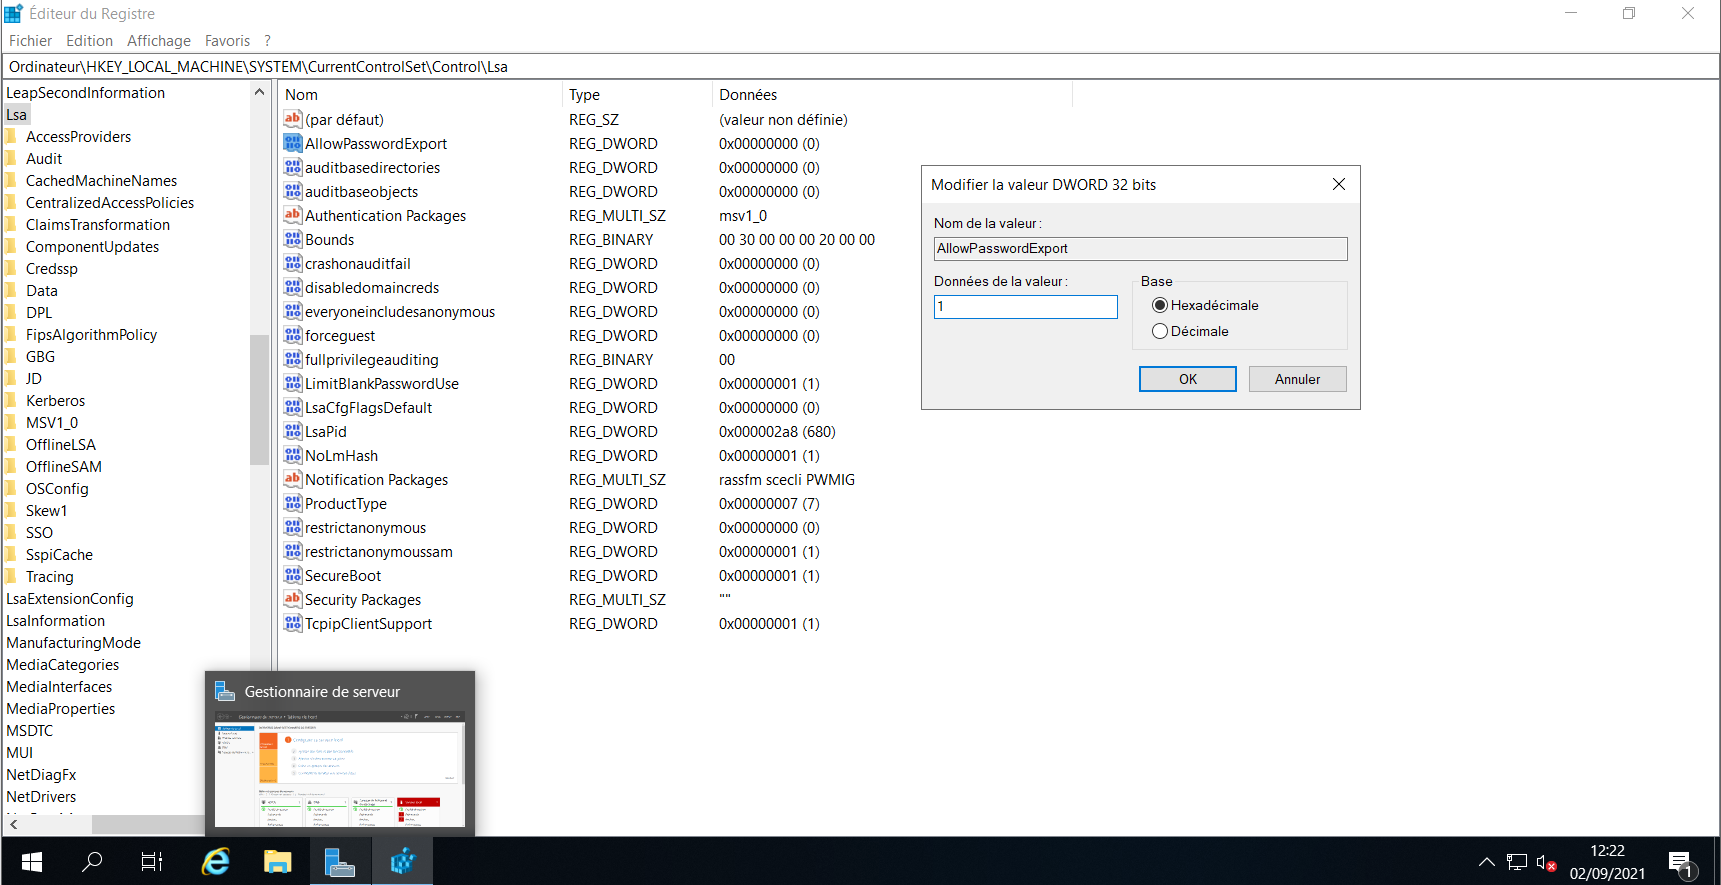 Éditeur du Registre
Fichier Edition Affichage Favoris ?
Ordinateur\HKEY_LOCAL_MACHINE\SYSTEM\CurrentControlSet\Control\Lsa
LeapSecondInformation
Lsa
AccessProviders
Audit
CachedMachineNames
CentralizedAccessPolicies
ClaimsTransformation
ComponentUpdates
Credssp
Data
DPL
FipsAlgorithmPolicy
GBG
JD
Kerberos
MSV1_0
OfflineLSA
OfflineSAM
OSConfig
Skew1
SSO
SspiCache
Tracing
LsaExtensionConfig
LsaInformation
ManufacturingMode
MediaCategories
MediaInterfaces
MediaProperties
MSDTC
MUI
NetDiagFx
NetDrivers
Nom Type Données
(par défaut) REG_SZ (valeur non définie)
AllowPasswordExport REG_DWORD 0x00000000 (0)
auditbasedirectories REG_DWORD 0x00000000 (0)
auditbaseobjects REG_DWORD 0x00000000 (0)
Authentication Packages REG_MULTI_SZ msv1_0
Bounds REG_BINARY 00 30 00 00 00 20 00 00
crashonauditfail REG_DWORD 0x00000000 (0)
disabledomaincreds REG_DWORD 0x00000000 (0)
everyoneincludesanonymous REG_DWORD 0x00000000 (0)
forceguest REG_DWORD 0x00000000 (0)
fullprivilegeauditing REG_BINARY 00
LimitBlankPasswordUse REG_DWORD 0x00000001 (1)
LsaCfgFlagsDefault REG_DWORD 0x00000000 (0)
LsaPid REG_DWORD 0x000002a8 (680)
NoLmHash REG_DWORD 0x00000001 (1)
Notification Packages REG_MULTI_SZ rassfm scecli PWMIG
ProductType REG_DWORD 0x00000007 (7)
restrictanonymous REG_DWORD 0x00000000 (0)
restrictanonymoussam REG_DWORD 0x00000001 (1)
SecureBoot REG_DWORD 0x00000001 (1)
Security Packages REG_MULTI_SZ ""
TcpipClientSupport REG_DWORD 0x00000001 (1)
Modifier la valeur DWORD 32 bits
Nom de la valeur :
AllowPasswordExport
Données de la valeur :
1
Base
Hexadécimale
Décimale
OK Annuler
Gestionnaire de serveur
12:22
02/09/2021
1